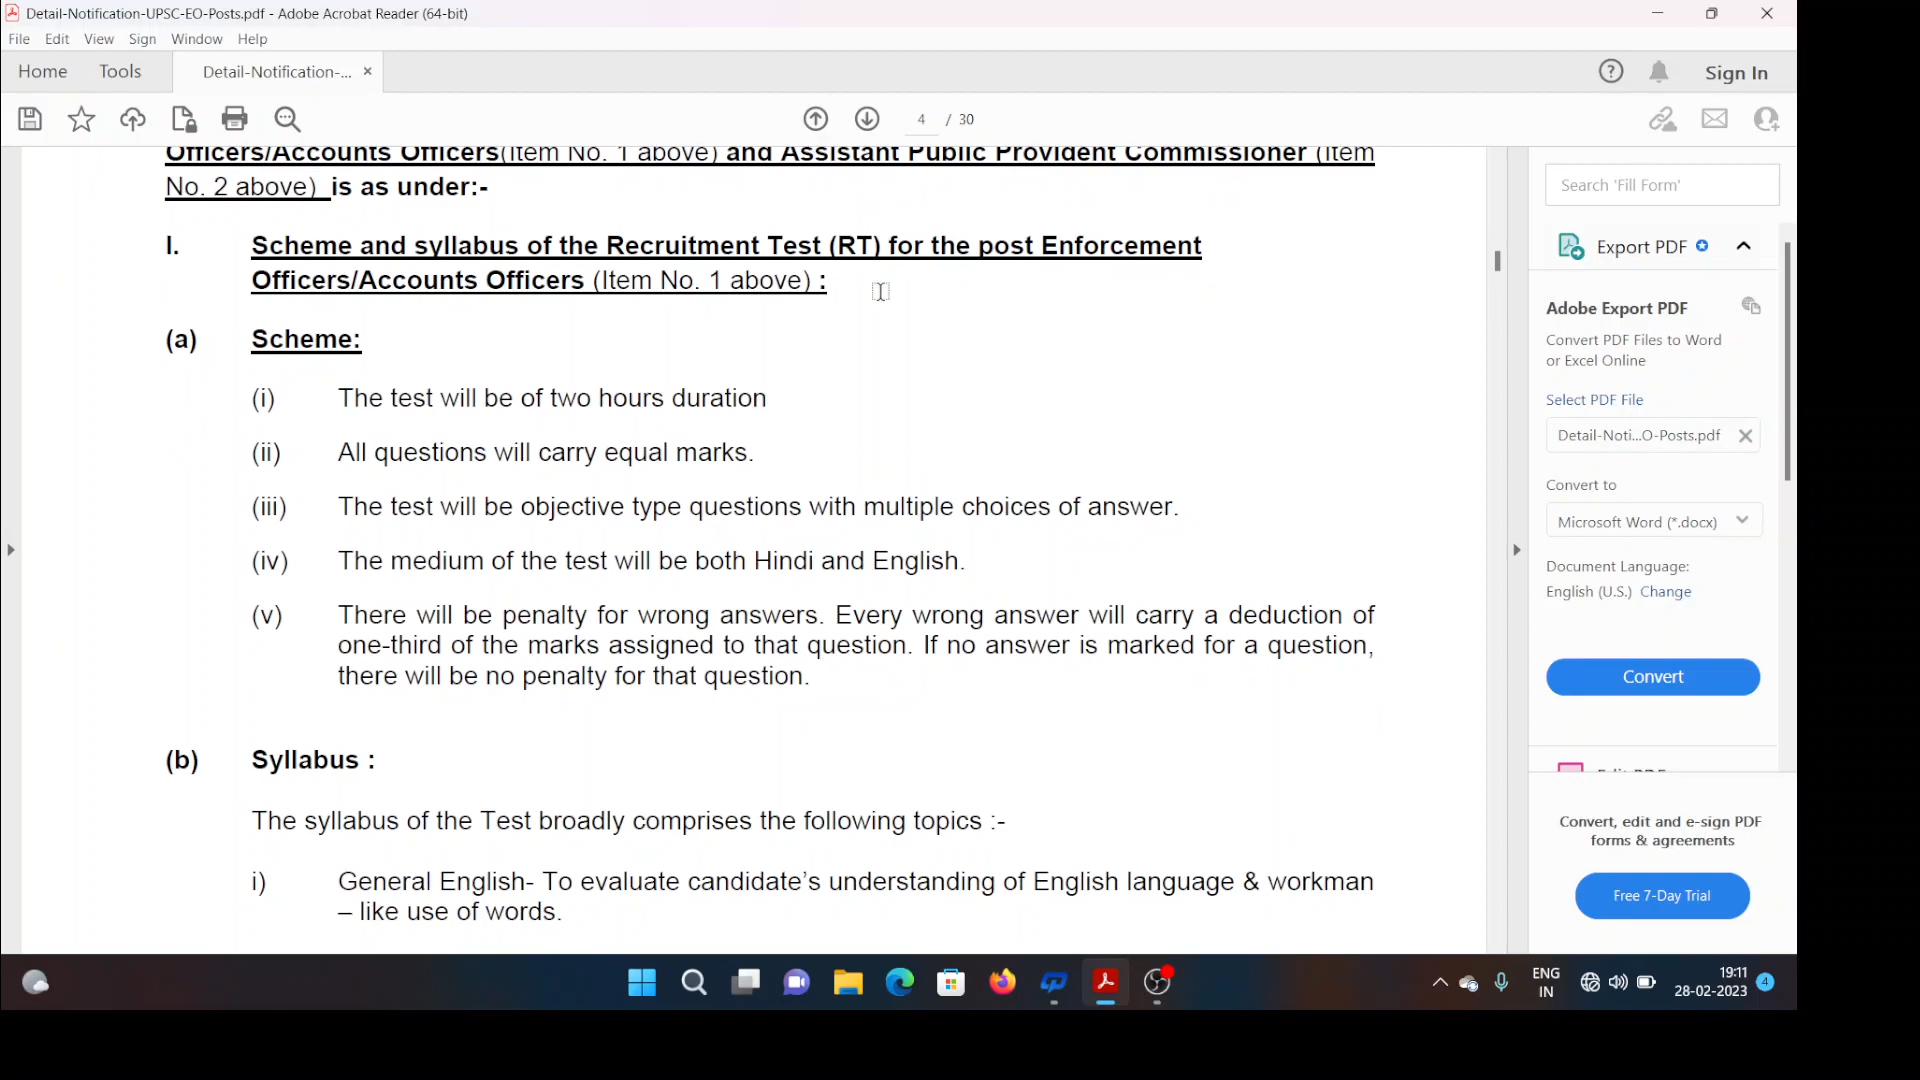 Detail-Notification-UPSC-EO-Posts.pdf - Adobe Acrobat Reader (64-bit)
File Edit View Sign Window Help
Home Tools Detail-Notification-... × Sign In
4 / 30
Officers/Accounts Officers(Item No. 1 above) and Assistant Public Provident Commissioner (Item
No. 2 above) is as under:-
I. Scheme and syllabus of the Recruitment Test (RT) for the post Enforcement
Officers/Accounts Officers (Item No. 1 above) :
(a) Scheme:
(i) The test will be of two hours duration
(ii) All questions will carry equal marks.
(iii) The test will be objective type questions with multiple choices of answer.
(iv) The medium of the test will be both Hindi and English.
(v) There will be penalty for wrong answers. Every wrong answer will carry a deduction of
one-third of the marks assigned to that question. If no answer is marked for a question,
there will be no penalty for that question.
(b) Syllabus :
The syllabus of the Test broadly comprises the following topics :-
i) General English- To evaluate candidate’s understanding of English language & workman
– like use of words.
Search 'Fill Form'
Export PDF
Adobe Export PDF
Convert PDF Files to Word
or Excel Online
Select PDF File
Detail-Noti...O-Posts.pdf
Convert to
Microsoft Word (*.docx)
Document Language:
English (U.S.) Change
Convert
Convert, edit and e-sign PDF
forms & agreements
Free 7-Day Trial
ENG
IN
19:11
28-02-2023
4